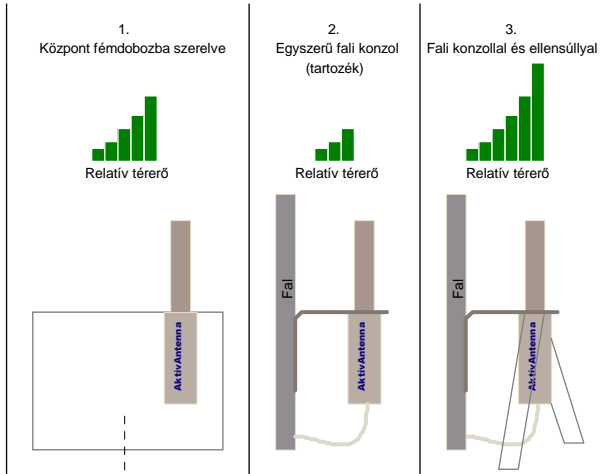 1.
Központ fémdobozba szerelve
Relatív térerő
AktivAntenna
2.
Egyszerű fali konzol
(tartozék)
Relatív térerő
Fal
AktivAntenna
3.
Fali konzollal és ellensúllyal
Relatív térerő
Fal
AktivAntenna